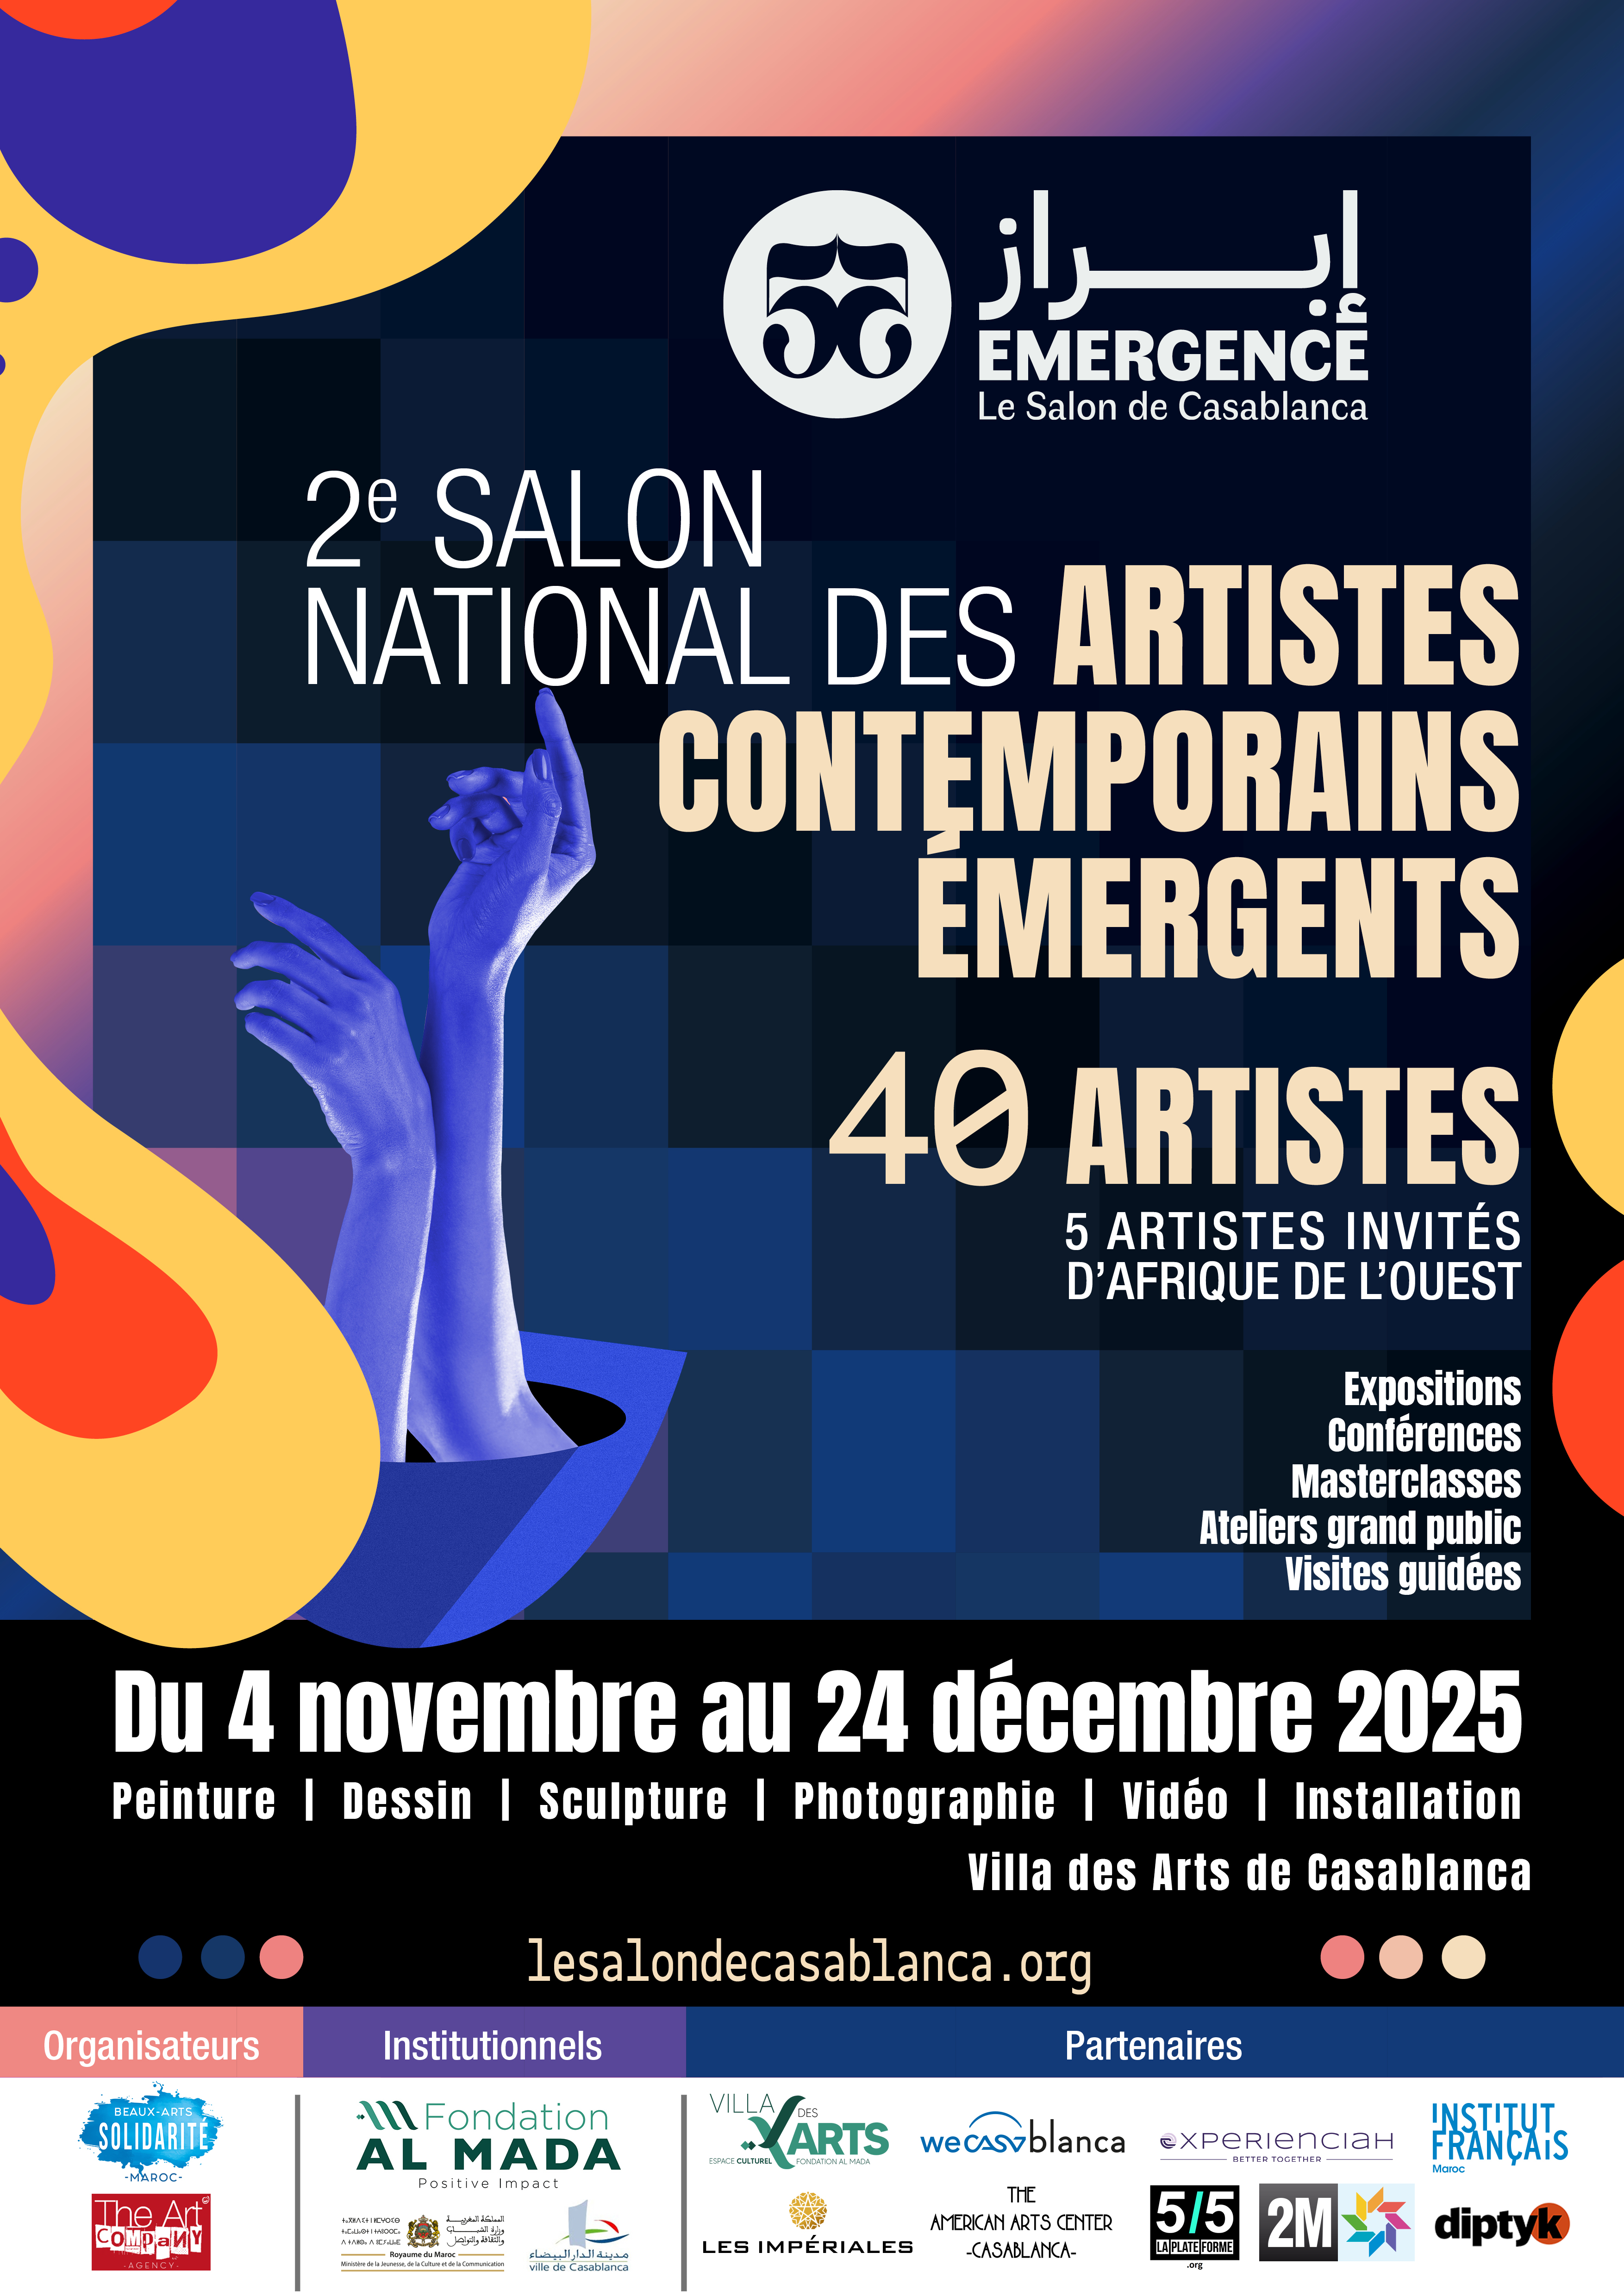 إبراز
EMERGENCE
Le Salon de Casablanca
2e SALON
NATIONAL DES ARTISTES
CONTEMPORAINS
ÉMERGENTS
40 ARTISTES
5 ARTISTES INVITÉS
D’AFRIQUE DE L’OUEST
Expositions
Conférences
Masterclasses
Ateliers grand public
Visites guidées
Du 4 novembre au 24 décembre 2025
Peinture | Dessin | Sculpture | Photographie | Vidéo | Installation
Villa des Arts de Casablanca
lesalondecasablanca.org
Organisateurs
Institutionnels
Partenaires
BEAUX-ARTS
SOLIDARITÉ
-MAROC-
The Art
COMPANY
-AGENCY-
Fondation
AL MADA
Positive Impact
المملكة المغربية
وزارة الشباب
والثقافة والتواصل
Royaume du Maroc
Ministère de la Jeunesse, de la Culture et de la Communication
مدينة الدار البيضاء
ville de Casablanca
VILLA
DES
ARTS
ESPACE CULTUREL FONDATION AL MADA
wecasablanca
eXPERIENCIAH
BETTER TOGETHER
INSTITUT
FRANÇAIS
Maroc
LES IMPÉRIALES
THE
AMERICAN ARTS CENTER
-CASABLANCA-
5/5
LA|PLATE|FORME
.org
2M
diptyk